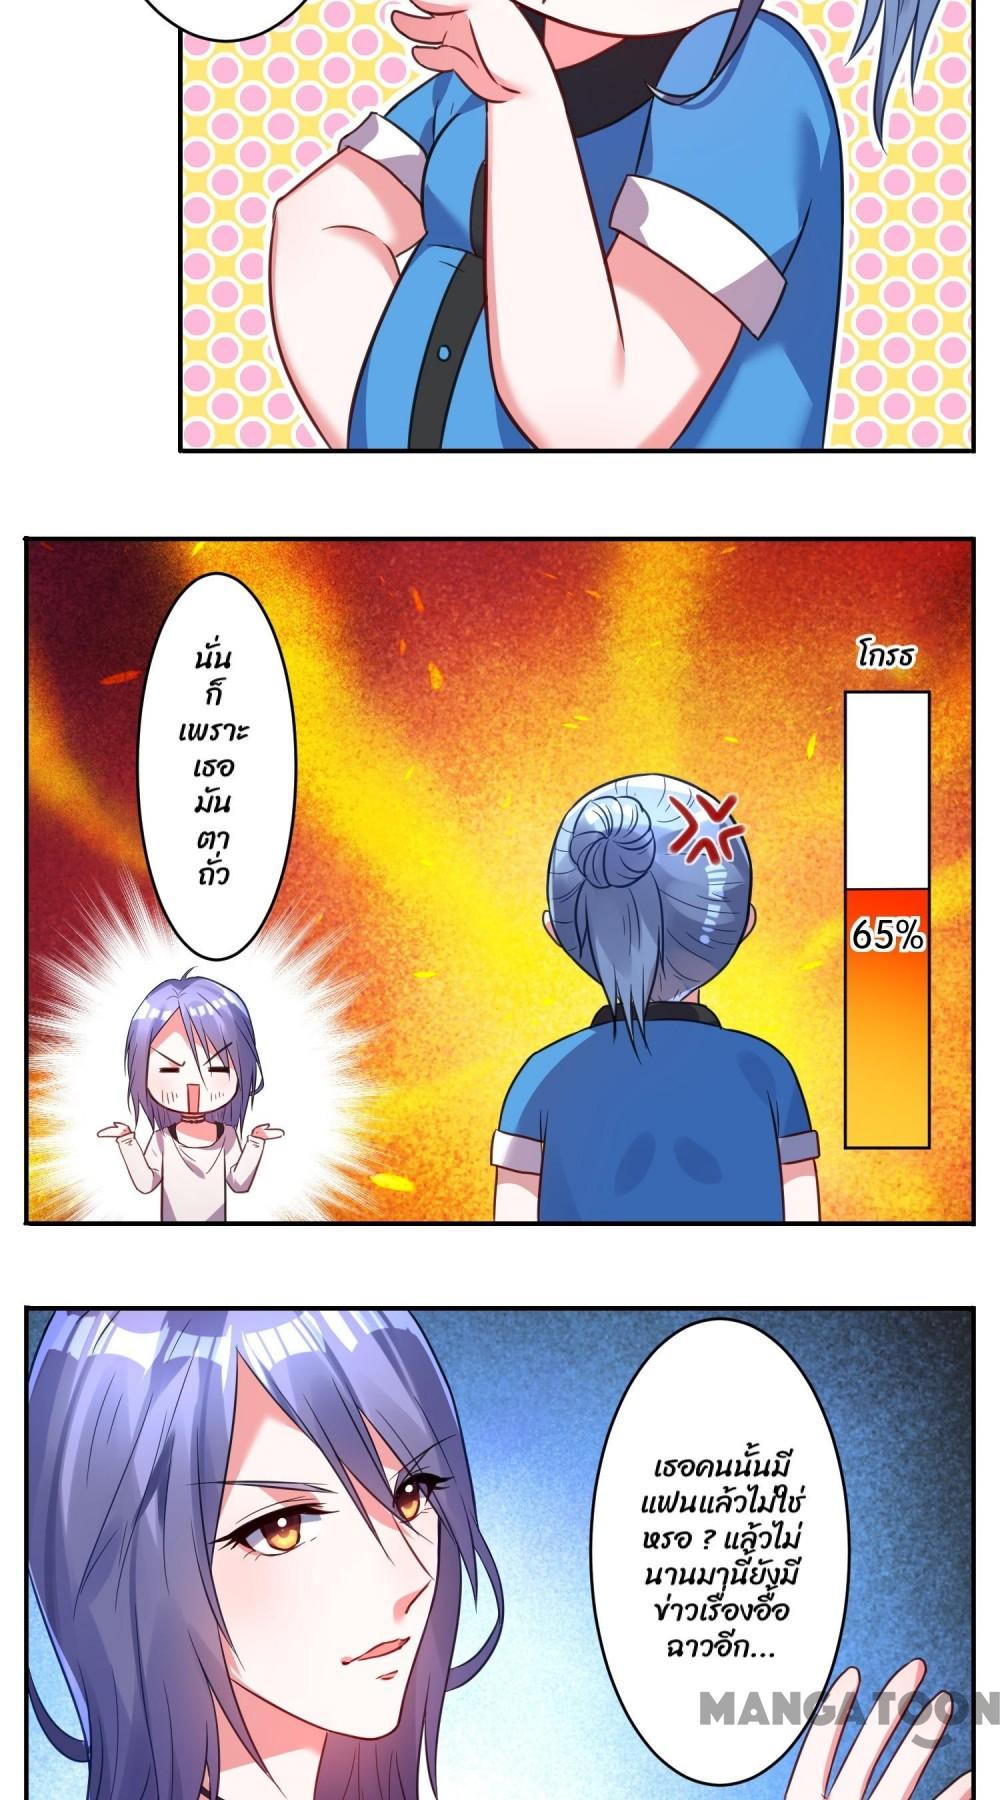 นั่น
ก็
เพราะ
เธอ
มัน
ตา
ถั่ว
โกรธ
65%
เธอคนนั้นมี
แฟนแล้วไม่ใช่
หรอ ? แล้วไม่
นานมานี้ยังมี
ข่าวเรื่องอื้อ
ฉาวอีก...
MANGATOON